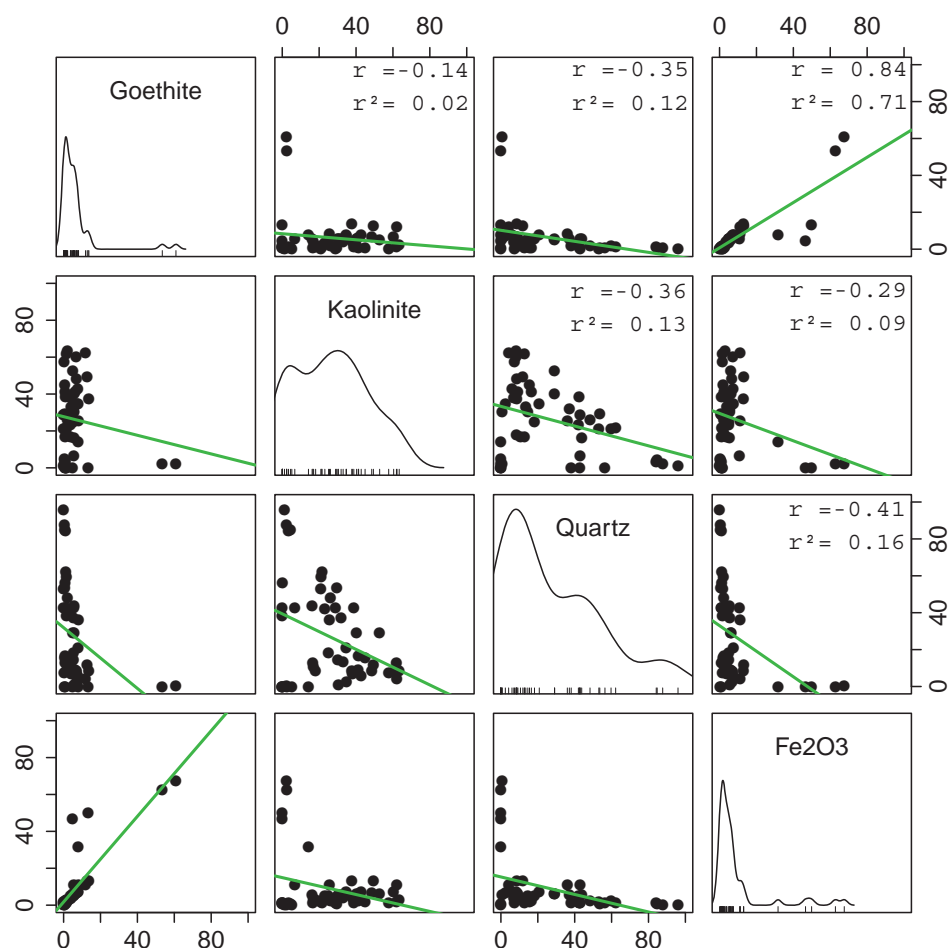 0 40 80
0 40 80
Goethite
r =-0.14
r²= 0.02
r =-0.35
r²= 0.12
r = 0.84
r²= 0.71
0 40 80
0 40 80
Kaolinite
r =-0.36
r²= 0.13
r =-0.29
r²= 0.09
Quartz
r =-0.41
r²= 0.16
0 40 80
0 40 80
Fe2O3
0 40 80
0 40 80